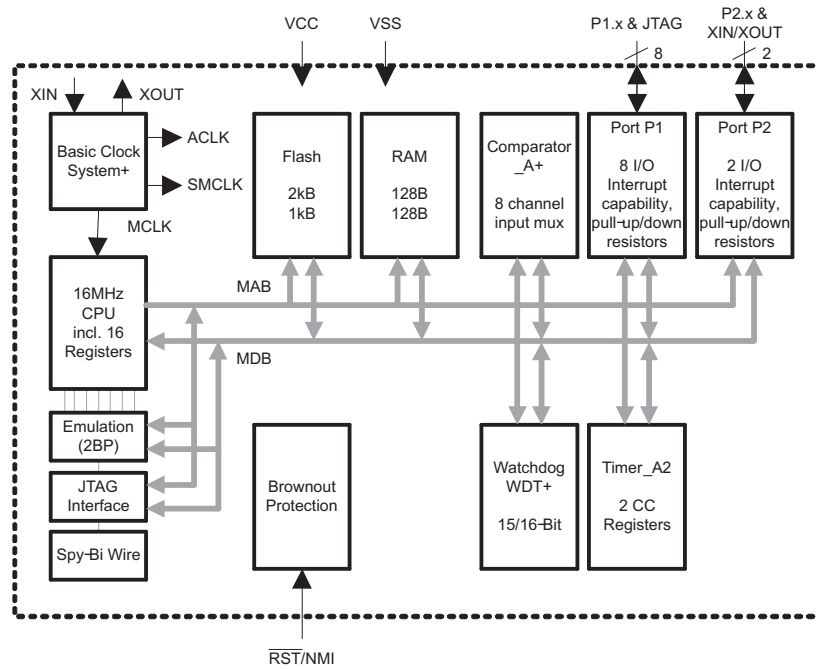 VCC
VSS
P1.x & JTAG
8
P2.x &
XIN/XOUT
2
XIN
XOUT
Basic Clock
System+
ACLK
SMCLK
MCLK
Flash
2kB
1kB
RAM
128B
128B
Comparator
_A+
8 channel
input mux
Port P1
8 I/O
Interrupt
capability,
pull-up/down
resistors
Port P2
2 I/O
Interrupt
capability,
pull-up/down
resistors
16MHz
CPU
incl. 16
Registers
MAB
MDB
Emulation
(2BP)
JTAG
Interface
Spy-Bi Wire
Brownout
Protection
Watchdog
WDT+
15/16-Bit
Timer_A2
2 CC
Registers
RST/NMI